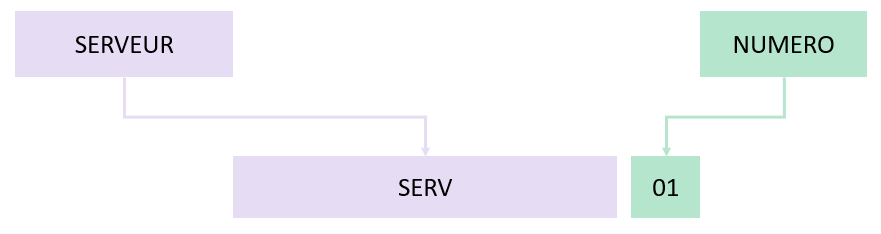 SERVEUR
NUMERO
SERV
01